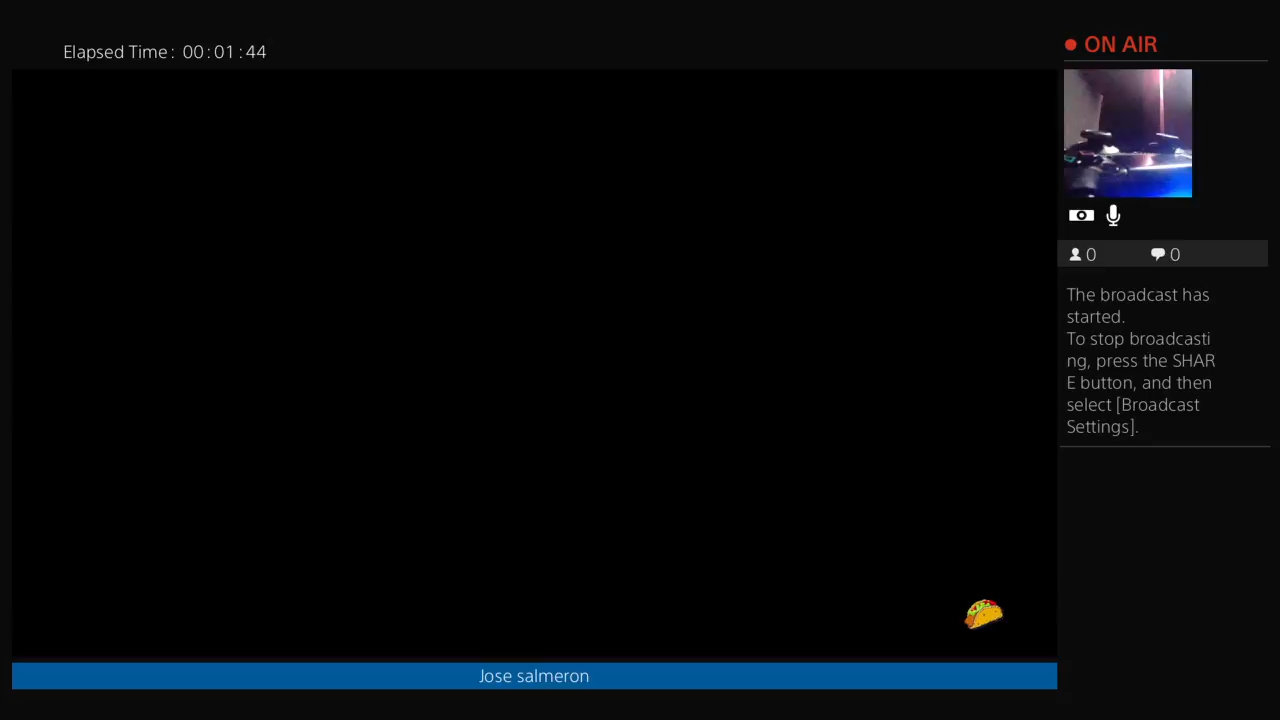 Elapsed Time: 00:01:44
ON AIR
0 0
The broadcast has
started.
To stop broadcasti
ng, press the SHAR
E button, and then
select [Broadcast
Settings].
Jose salmeron